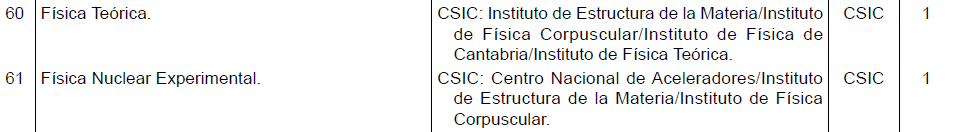 60 Física Teórica. CSIC: Instituto de Estructura de la Materia/Instituto CSIC 1
de Física Corpuscular/Instituto de Física de
Cantabria/Instituto de Física Teórica.
61 Física Nuclear Experimental. CSIC: Centro Nacional de Aceleradores/Instituto CSIC 1
de Estructura de la Materia/Instituto de Física
Corpuscular.